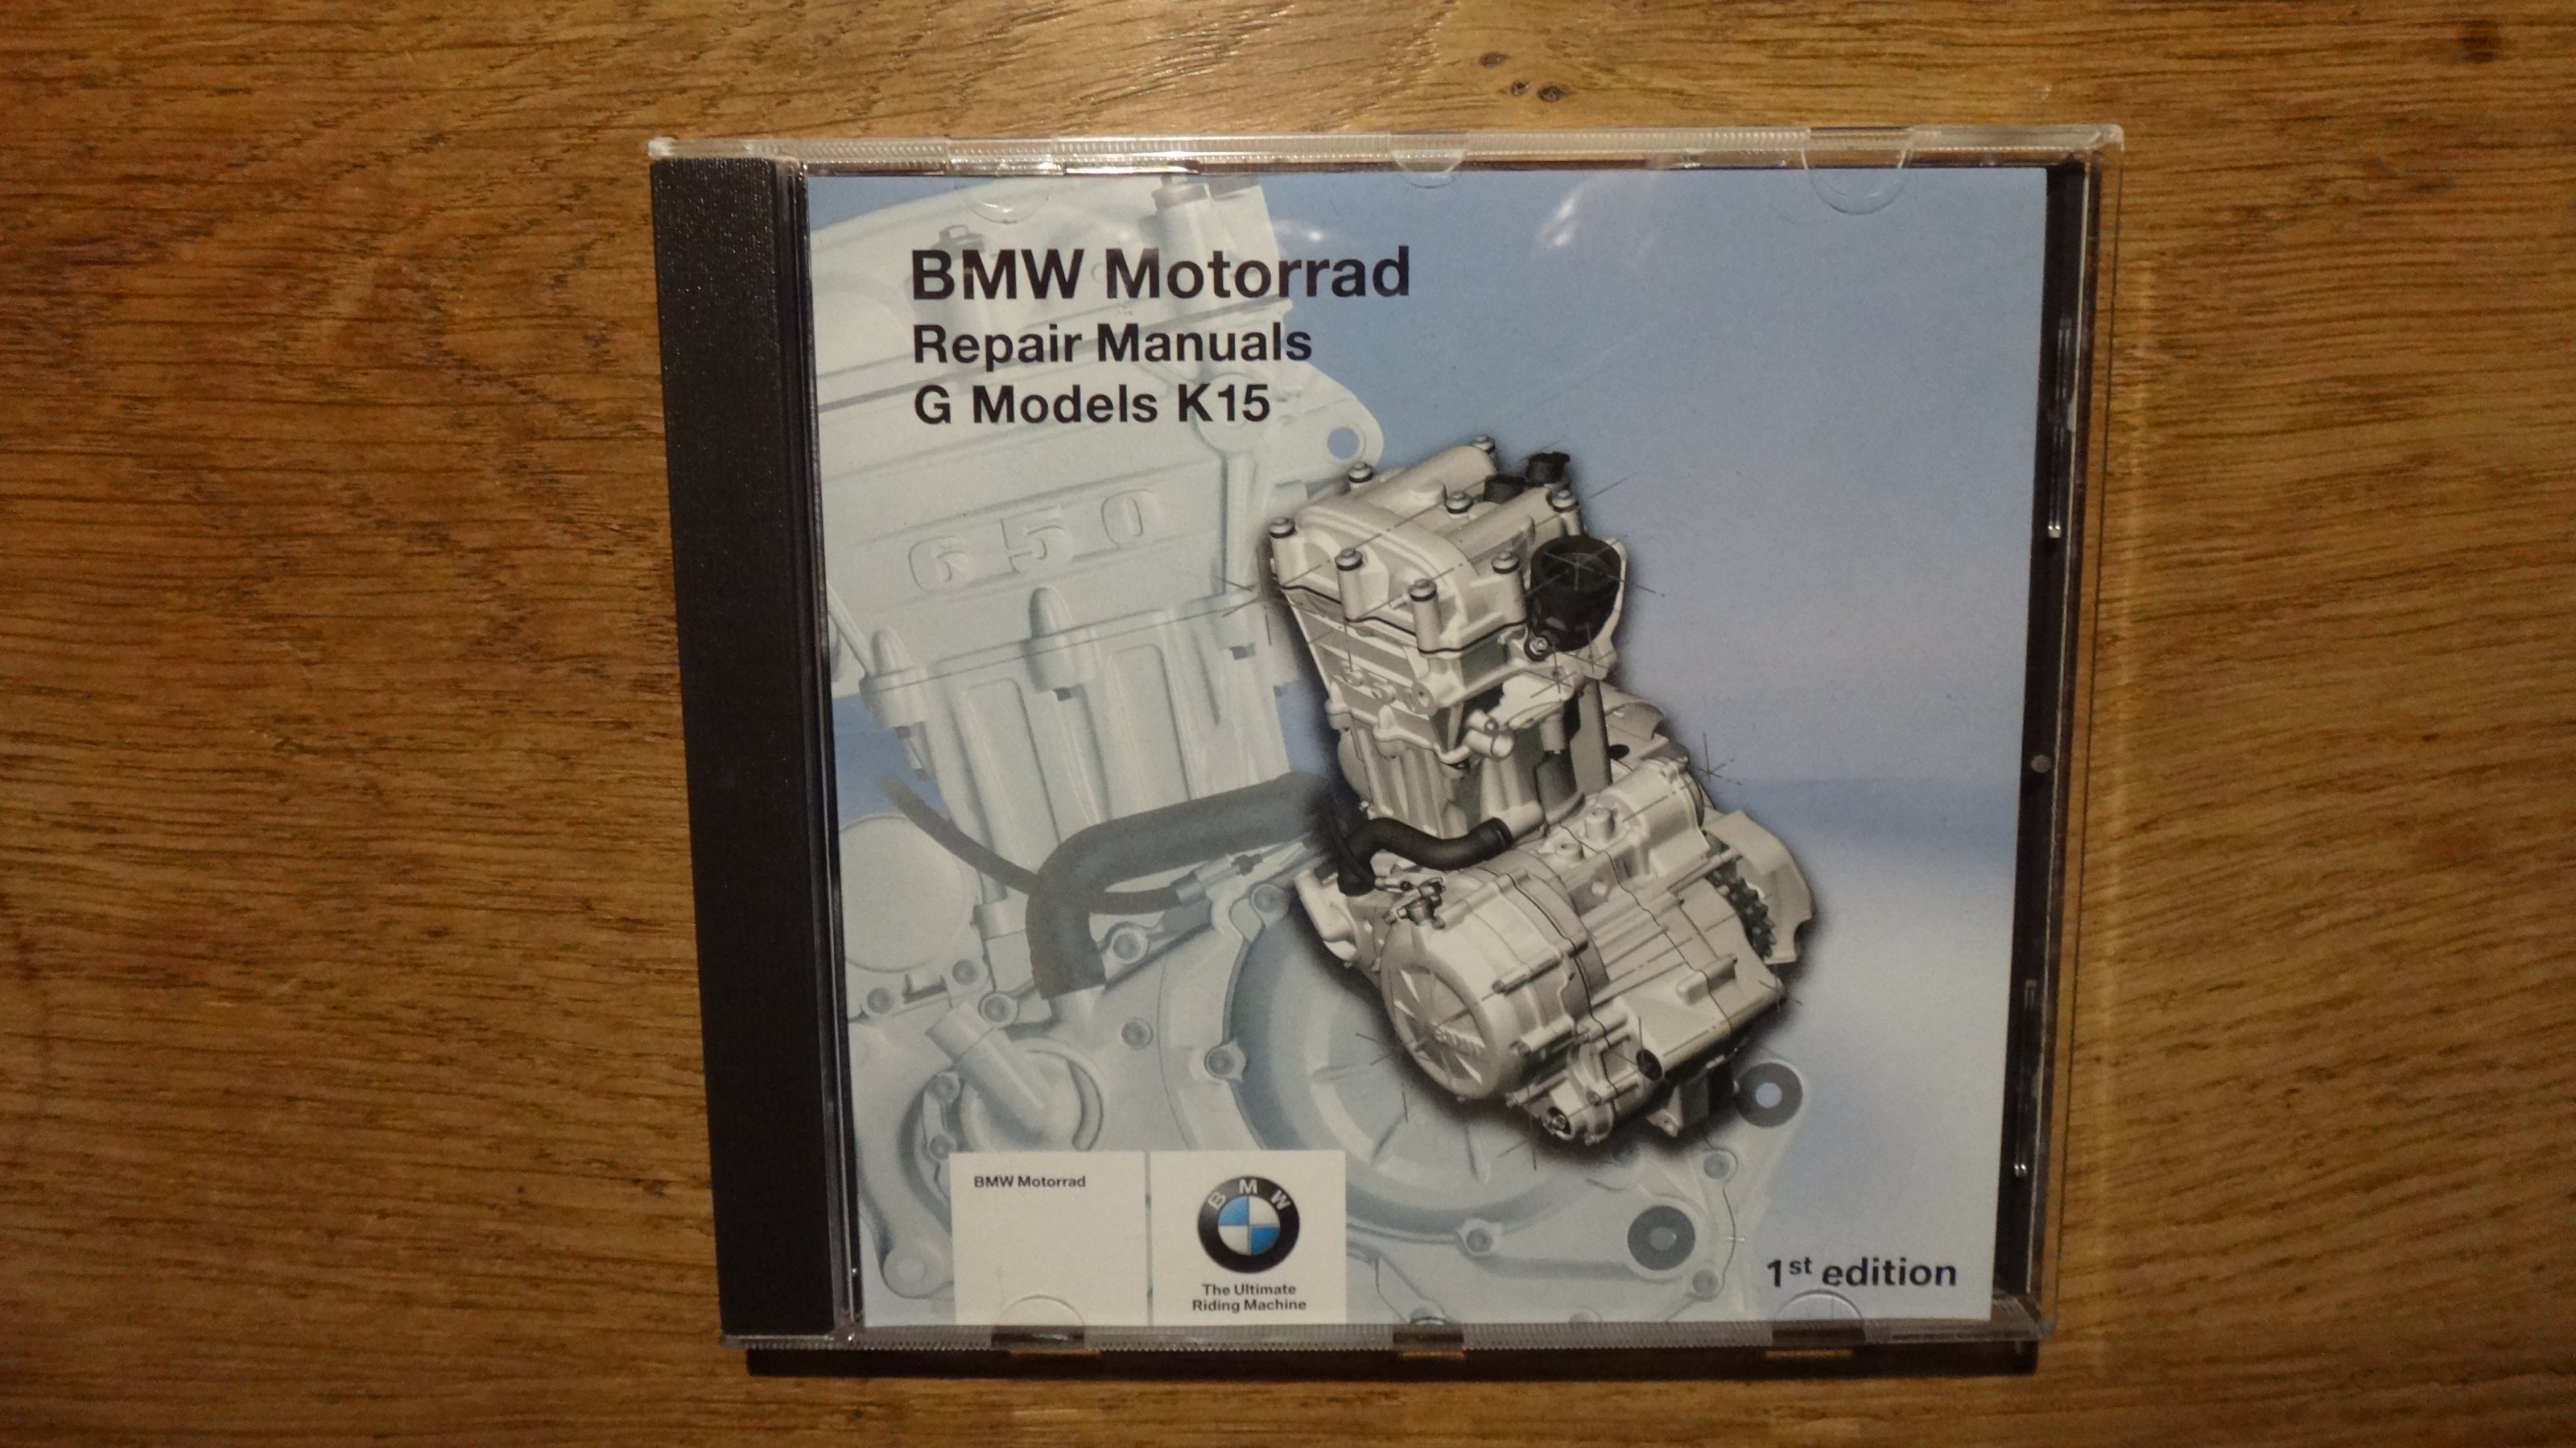 BMW Motorrad
Repair Manuals
G Models K15
650
BMW Motorrad
BMW
The Ultimate
Riding Machine
1st edition